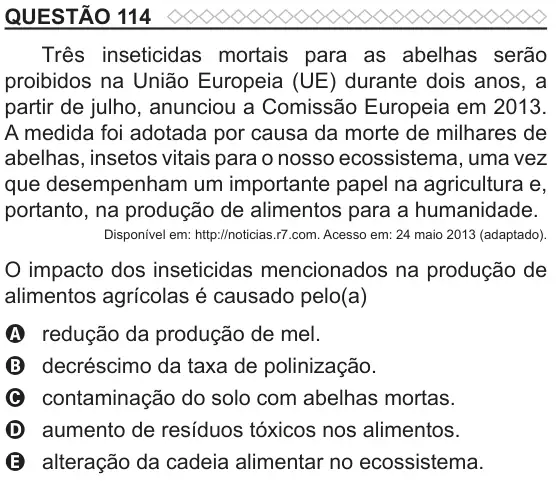 QUESTÃO 114
Três inseticidas mortais para as abelhas serão
proibidos na União Europeia (UE) durante dois anos, a
partir de julho, anunciou a Comissão Europeia em 2013.
A medida foi adotada por causa da morte de milhares de
abelhas, insetos vitais para o nosso ecossistema, uma vez
que desempenham um importante papel na agricultura e,
portanto, na produção de alimentos para a humanidade.
Disponível em: http://noticias.r7.com. Acesso em: 24 maio 2013 (adaptado).
O impacto dos inseticidas mencionados na produção de
alimentos agrícolas é causado pelo(a)
A redução da produção de mel.
B decréscimo da taxa de polinização.
C contaminação do solo com abelhas mortas.
D aumento de resíduos tóxicos nos alimentos.
E alteração da cadeia alimentar no ecossistema.